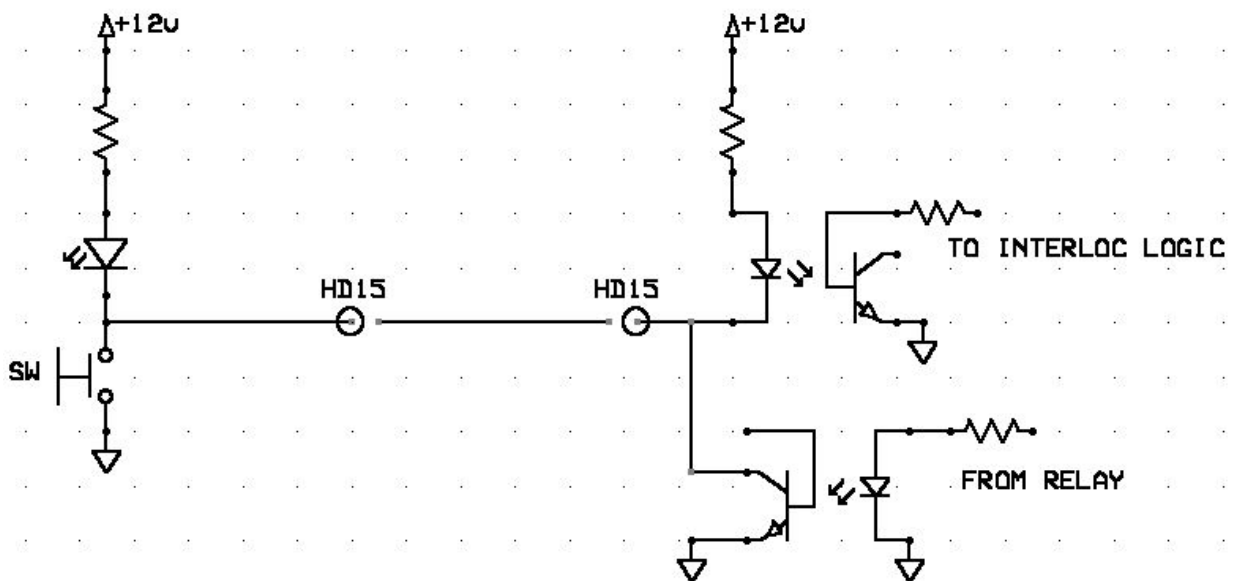 +12v
+12v
TO INTERLOC LOGIC
HD15
HD15
SW
FROM RELAY